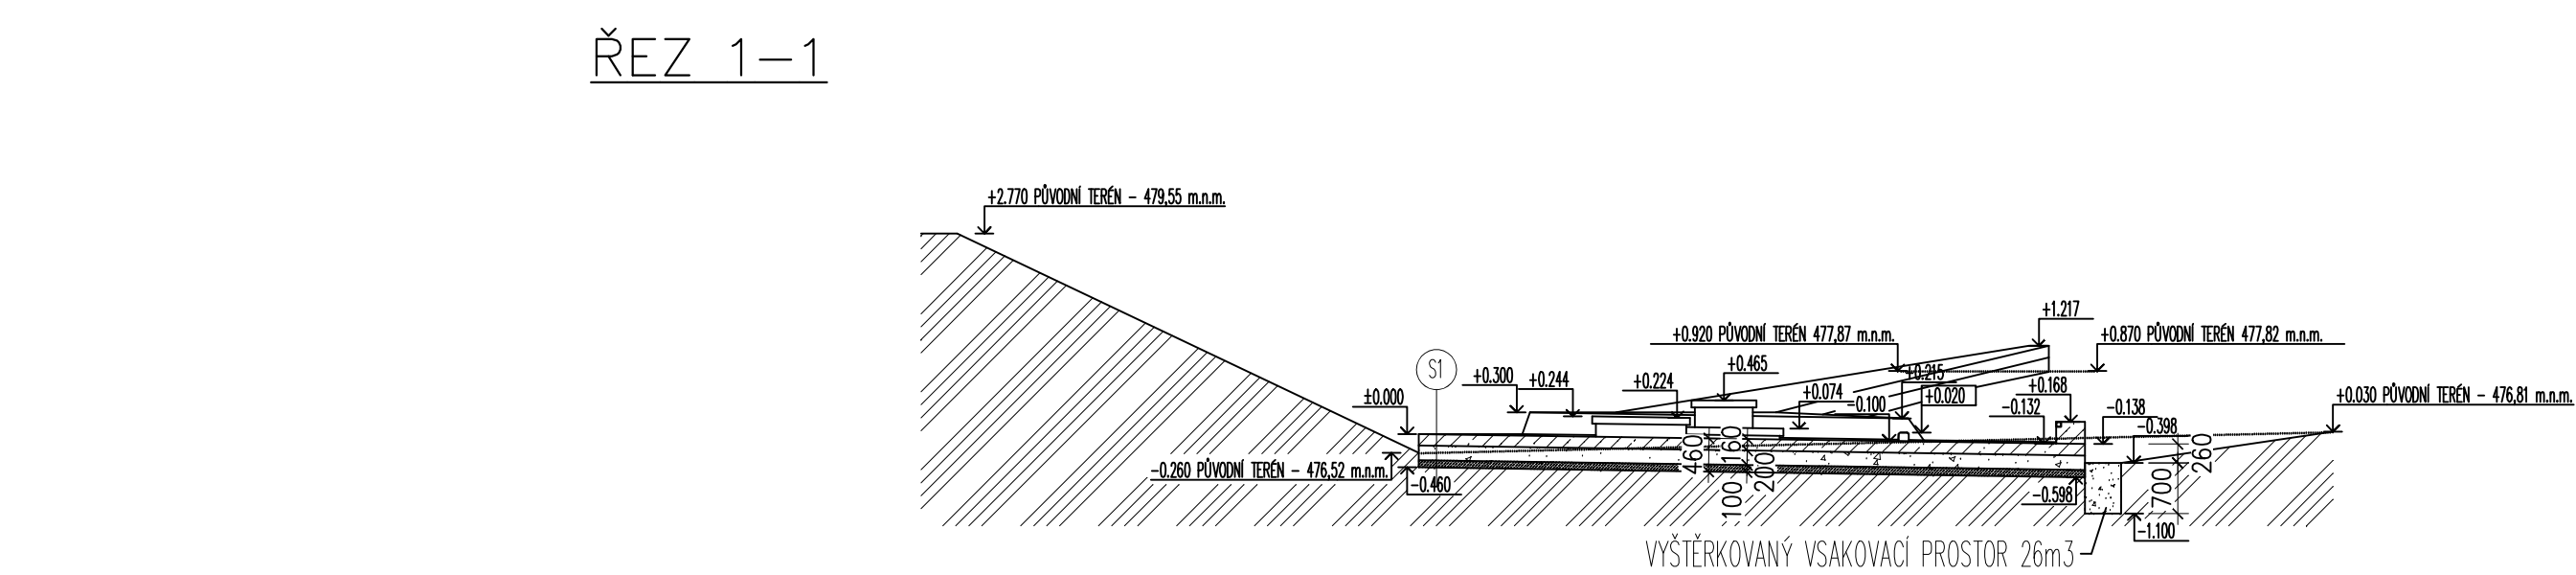 ŘEZ 1-1
+2.770 PŮVODNÍ TERÉN - 479,55 m.n.m.
+1.217
+0.920 PŮVODNÍ TERÉN 477,87 m.n.m.
+0.870 PŮVODNÍ TERÉN 477,82 m.n.m.
S1
+0.465
+0.300
+0.244
+0.224
+0.215
±0.000
+0.074
-0.100
+0.020
+0.168
-0.132
-0.138
+0.030 PŮVODNÍ TERÉN - 476,81 m.n.m.
-0.398
260
460
160
200
100
-0.260 PŮVODNÍ TERÉN - 476,52 m.n.m.
-0.460
-0.598
700
-1.100
VYŠTĚRKOVANÝ VSAKOVACÍ PROSTOR 26m3